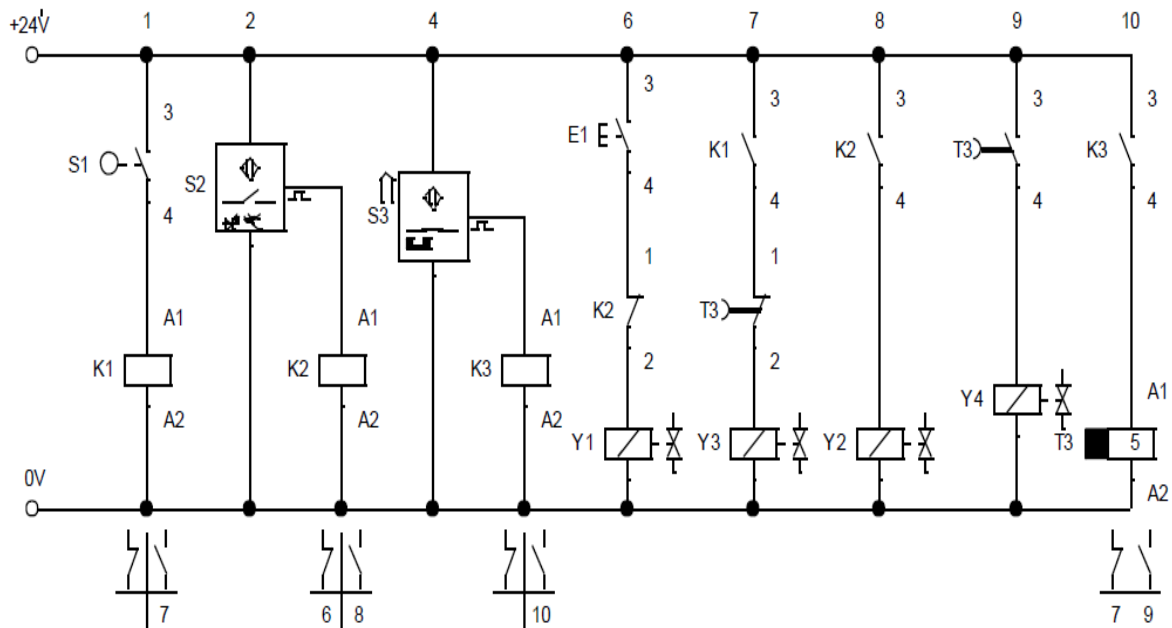 +24V 1 2 4 6 7 8 9 10
3 3 3 3 3 3
E1 K1 K2 T3 K3
S1 S2 S3
4 4 4 4 4 4
1 1
K2 T3
A1 A1 A1
2 2
K1 K2 K3
Y4 A1
A2 A2 A2
Y1 Y3 Y2 T3 5
0V A2
7 6 8 10 7 9